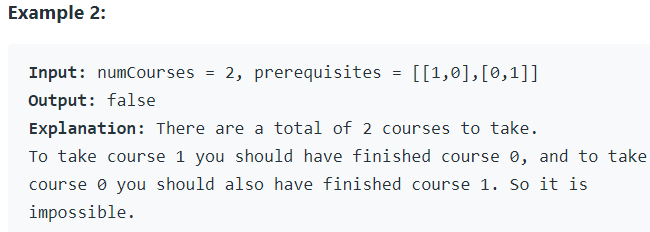 Example 2:
Input: numCourses = 2, prerequisites = [[1,0],[0,1]]
Output: false
Explanation: There are a total of 2 courses to take.
To take course 1 you should have finished course 0, and to take
course 0 you should also have finished course 1. So it is
impossible.